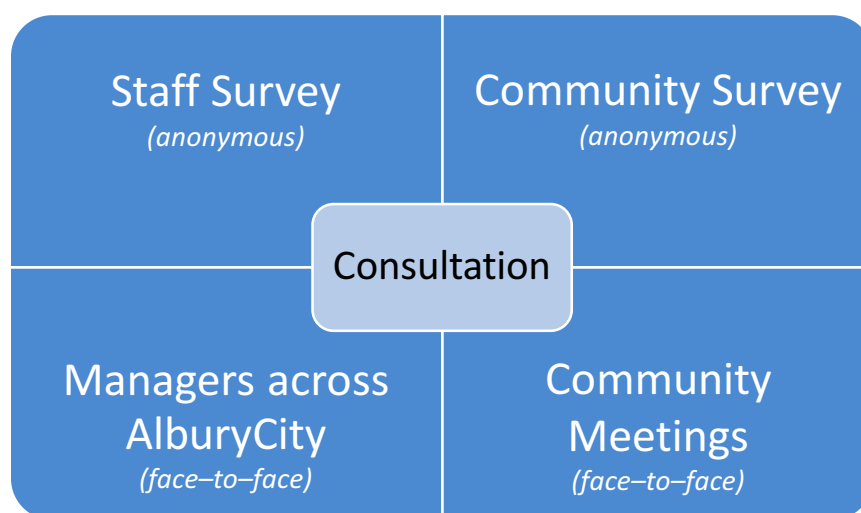 Staff Survey
(anonymous)
Community Survey
(anonymous)
Consultation
Managers across
AlburyCity
(face–to–face)
Community
Meetings
(face–to–face)